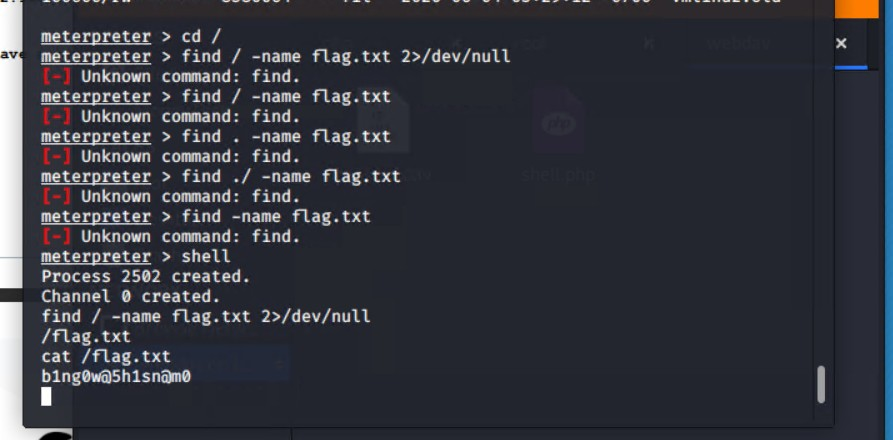 meterpreter > cd /
meterpreter > find / -name flag.txt 2>/dev/null
[-] Unknown command: find.
meterpreter > find / -name flag.txt
[-] Unknown command: find.
meterpreter > find . -name flag.txt
[-] Unknown command: find.
meterpreter > find ./ -name flag.txt
[-] Unknown command: find.
meterpreter > find -name flag.txt
[-] Unknown command: find.
meterpreter > shell
Process 2502 created.
Channel 0 created.
find / -name flag.txt 2>/dev/null
/flag.txt
cat /flag.txt
b1ng0w@5h1sn@m0
shell.php